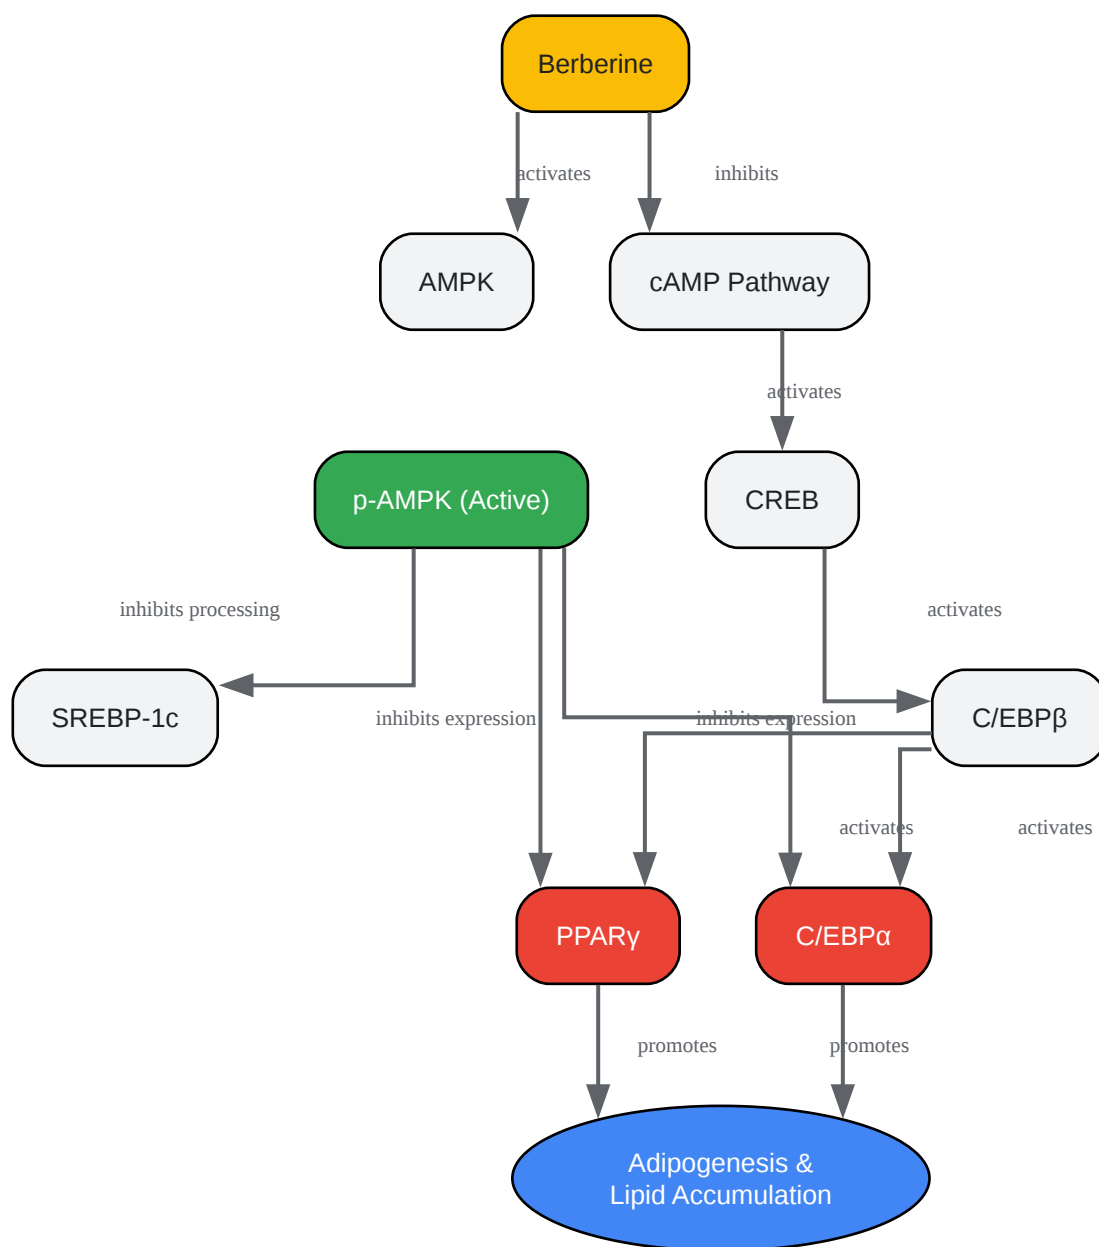 Berberine
activates
inhibits
AMPK
cAMP Pathway
activates
p-AMPK (Active)
CREB
inhibits processing
activates
SREBP-1c
inhibits expression
inhibits expression
C/EBPβ
activates
activates
PPARγ
C/EBPα
promotes
promotes
Adipogenesis &
Lipid Accumulation